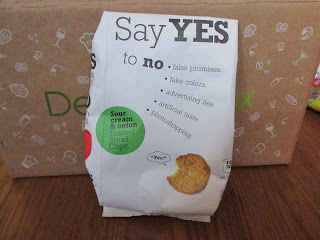 Say YES
to no • false promises.
• fake colors.
• advertising lies.
• artificial taste
• photoshopping
Sour
cream
& onion
Toasted
Bread
Chips
"Yes!"
De
x